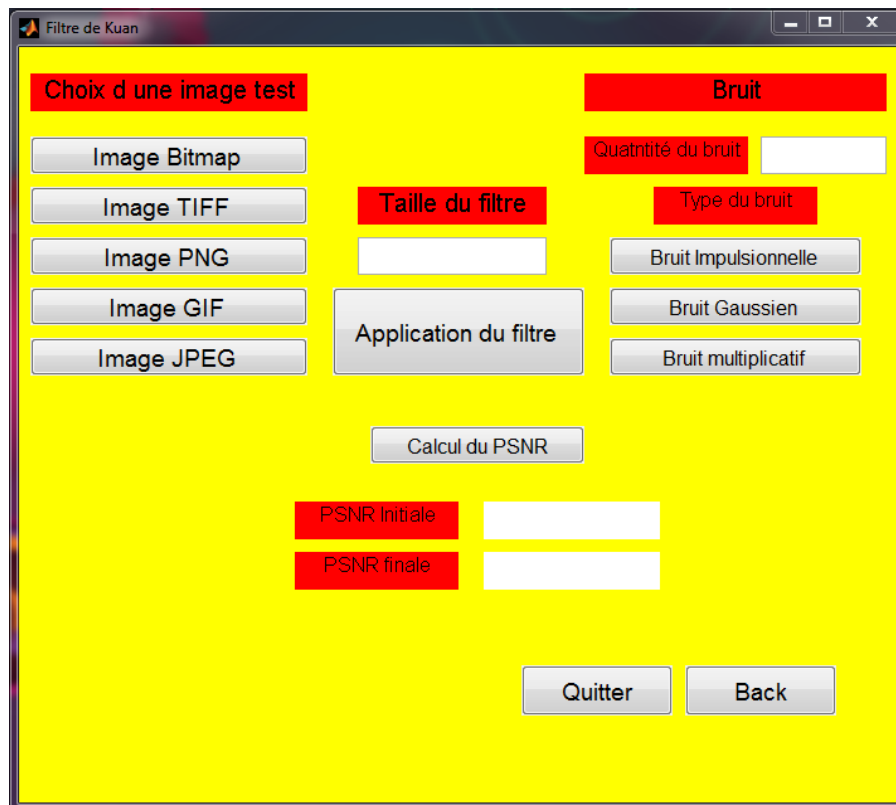 Filtre de Kuan
Choix d une image test
Bruit
Image Bitmap
Quatntité du bruit
Image TIFF
Taille du filtre
Type du bruit
Image PNG
Bruit Impulsionnelle
Image GIF
Application du filtre
Bruit Gaussien
Image JPEG
Bruit multiplicatif
Calcul du PSNR
PSNR Initiale
PSNR finale
Quitter
Back